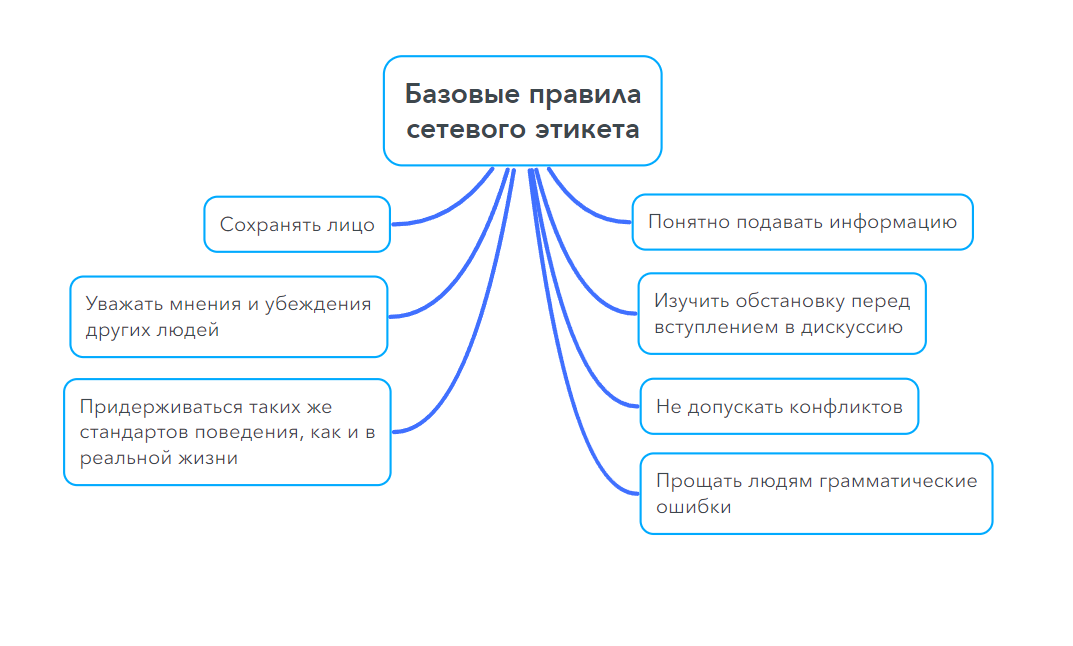 Базовые правила
сетевого этикета
Сохранять лицо
Уважать мнения и убеждения
других людей
Придерживаться таких же
стандартов поведения, как и в
реальной жизни
Понятно подавать информацию
Изучить обстановку перед
вступлением в дискуссию
Не допускать конфликтов
Прощать людям грамматические
ошибки